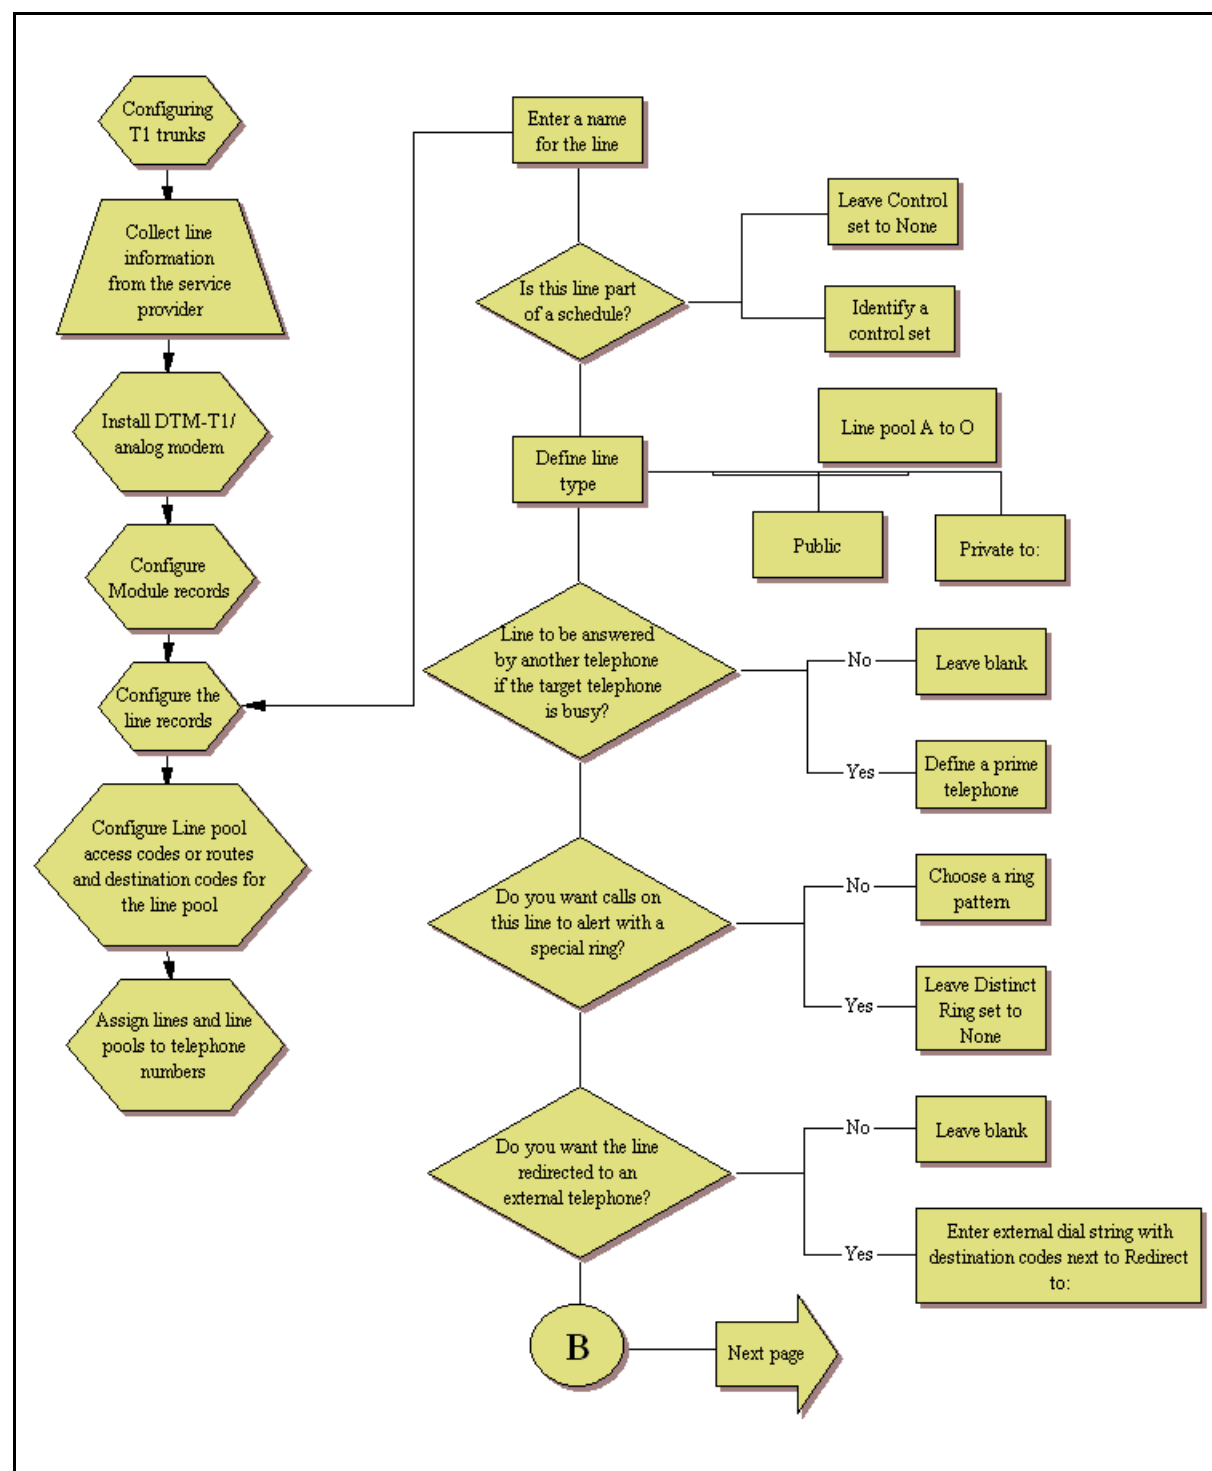 Configuring
T1 trunks
Collect line
information
from the service
provider
Install DTM-T1/
analog modem
Configure
Module records
Configure the
line records
Configure Line pool
access codes or routes
and destination codes for
the line pool
Assign lines and line
pools to telephone
numbers
Enter a name
for the line
Is this line part
of a schedule?
Leave Control
set to None
Identify a
control set
Define line
type
Line pool A to O
Public
Private to:
Line to be answered
by another telephone
if the target telephone
is busy?
No
Leave blank
Yes
Define a prime
telephone
Do you want calls on
this line to alert with a
special ring?
No
Choose a ring
pattern
Yes
Leave Distinct
Ring set to
None
Do you want the line
redirected to an
external telephone?
No
Leave blank
Yes
Enter external dial string with
destination codes next to Redirect
to:
B
Next page